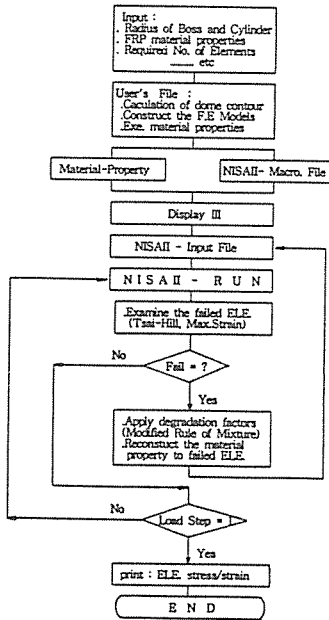 Input :
. Radius of Boss and Cylinder
. FRP material properties
. Required No. of Elements
____ etc
User's File :
.Caculation of dome contour
.Construct the F.E Models
.Exe. material properties
Material-Property
NISAII- Macro. File
Display III
NISAII - Input File
N I S A II - R U N
.Examine the failed ELE.
(Tsai-Hill, Max.Strain)
No
Fail = ?
Yes
.Apply degradation factors
(Modified Rule of Mixture)
.Reconstuct the material
property to failed ELE.
No
Load Step =
Yes
print : ELE. stress/strain
E N D